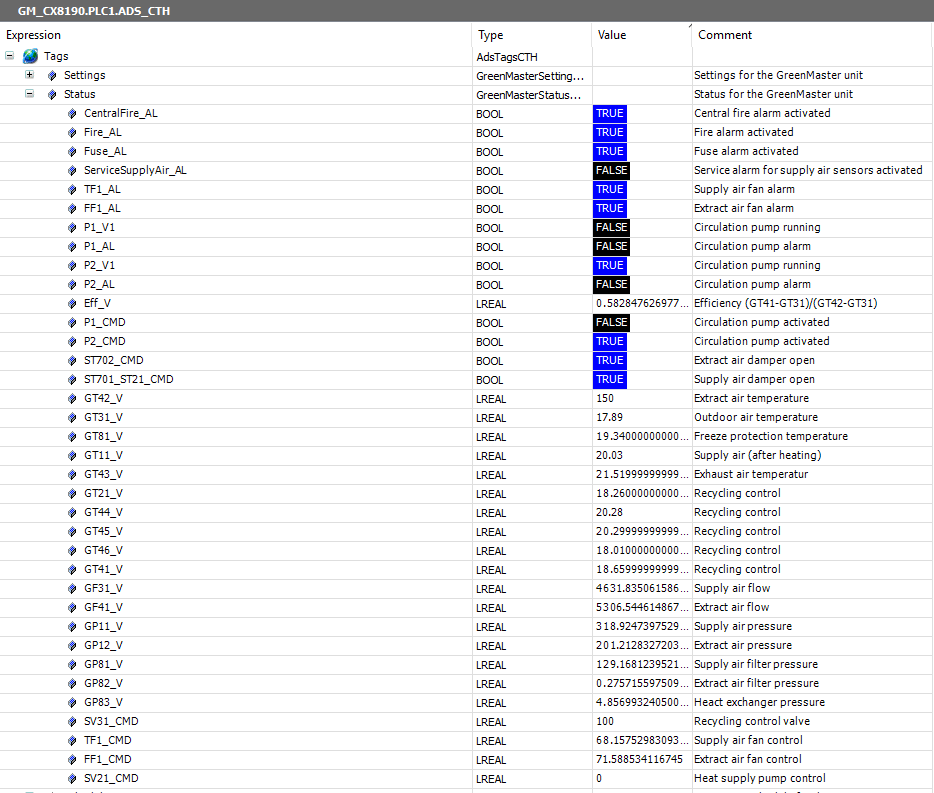 GM_CX8190.PLC1.ADS_CTH
Expression Type Value Comment
Tags AdsTagsCTH
Settings GreenMasterSetting... Settings for the GreenMaster unit
Status GreenMasterStatus... Status for the GreenMaster unit
CentralFire_AL BOOL TRUE Central fire alarm activated
Fire_AL BOOL TRUE Fire alarm activated
Fuse_AL BOOL TRUE Fuse alarm activated
ServiceSupplyAir_AL BOOL FALSE Service alarm for supply air sensors activated
TF1_AL BOOL TRUE Supply air fan alarm
FF1_AL BOOL TRUE Extract air fan alarm
P1_V1 BOOL FALSE Circulation pump running
P1_AL BOOL FALSE Circulation pump alarm
P2_V1 BOOL TRUE Circulation pump running
P2_AL BOOL FALSE Circulation pump alarm
Eff_V LREAL 0.582847626977... Efficiency (GT41-GT31)/(GT42-GT31)
P1_CMD BOOL FALSE Circulation pump activated
P2_CMD BOOL TRUE Circulation pump activated
ST702_CMD BOOL TRUE Extract air damper open
ST701_ST21_CMD BOOL TRUE Supply air damper open
GT42_V LREAL 150 Extract air temperature
GT31_V LREAL 17.89 Outdoor air temperature
GT81_V LREAL 19.34000000000... Freeze protection temperature
GT11_V LREAL 20.03 Supply air (after heating)
GT43_V LREAL 21.51999999999... Exhaust air temperatur
GT21_V LREAL 18.26000000000... Recycling control
GT44_V LREAL 20.28 Recycling control
GT45_V LREAL 20.29999999999... Recycling control
GT46_V LREAL 18.01000000000... Recycling control
GT41_V LREAL 18.65999999999... Recycling control
GF31_V LREAL 4631.835061586... Supply air flow
GF41_V LREAL 5306.544614867... Extract air flow
GP11_V LREAL 318.9247397529... Supply air pressure
GP12_V LREAL 201.2128327203... Extract air pressure
GP81_V LREAL 129.1681239521... Supply air filter pressure
GP82_V LREAL 0.275715597509... Extract air filter pressure
GP83_V LREAL 4.856993240500... Heact exchanger pressure
SV31_CMD LREAL 100 Recycling control valve
TF1_CMD LREAL 68.15752983093... Supply air fan control
FF1_CMD LREAL 71.588534116745 Extract air fan control
SV21_CMD LREAL 0 Heat supply pump control